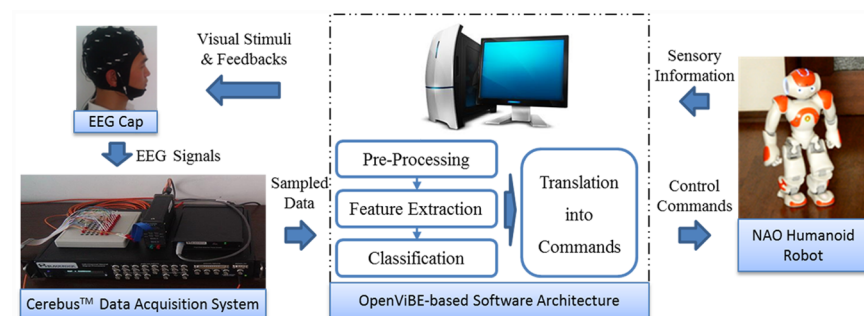 Visual Stimuli
& Feedbacks
EEG Cap
EEG Signals
Sampled
Data
Cerebus™ Data Acquisition System
Pre-Processing
Feature Extraction
Classification
Translation
into
Commands
OpenViBE-based Software Architecture
Sensory
Information
Control
Commands
NAO Humanoid
Robot